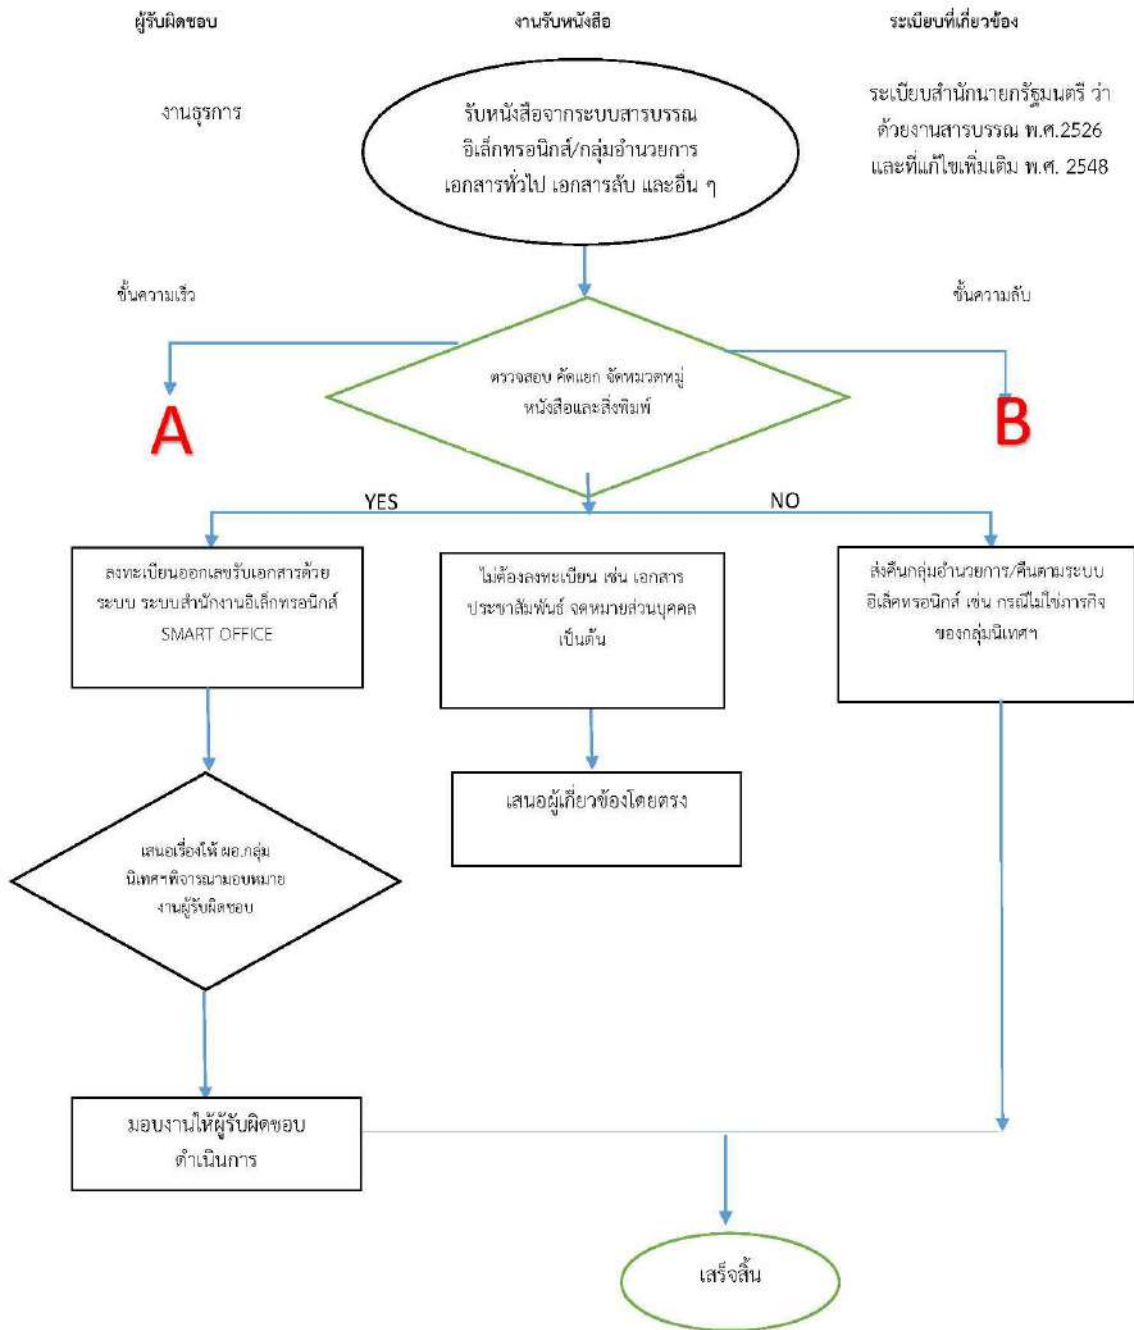 ผู้รับผิดชอบ
งานรับหนังสือ
ระเบียบที่เกี่ยวข้อง
งานธุรการ
รับหนังสือจากระบบสารบรรณ
อิเล็กทรอนิกส์/กลุ่มอำนวยการ
เอกสารทั่วไป เอกสารลับ และอื่น ๆ
ระเบียบสำนักนายกรัฐมนตรี ว่า
ด้วยงานสารบรรณ พ.ศ.2526
และที่แก้ไขเพิ่มเติม พ.ศ. 2548
ชั้นความเร็ว
ชั้นความลับ
ตรวจสอบ คัดแยก จัดหมวดหมู่
หนังสือและสิ่งพิมพ์
A
B
YES
NO
ลงทะเบียนออกเลขรับเอกสารด้วย
ระบบ ระบบสำนักงานอิเล็กทรอนิกส์
SMART OFFICE
ไม่ต้องลงทะเบียน เช่น เอกสาร
ประชาสัมพันธ์ จดหมายส่วนบุคคล
เป็นต้น
ส่งคืนกลุ่มอำนวยการ/คืนตามระบบ
อิเล็คทรอนิกส์ เช่น กรณีไม่ใช่ภารกิจ
ของกลุ่มนิเทศฯ
เสนอผู้เกี่ยวข้องโดยตรง
เสนอเรื่องให้ ผอ.กลุ่ม
นิเทศฯพิจารณามอบหมาย
งานผู้รับผิดชอบ
มอบงานให้ผู้รับผิดชอบ
ดำเนินการ
เสร็จสิ้น